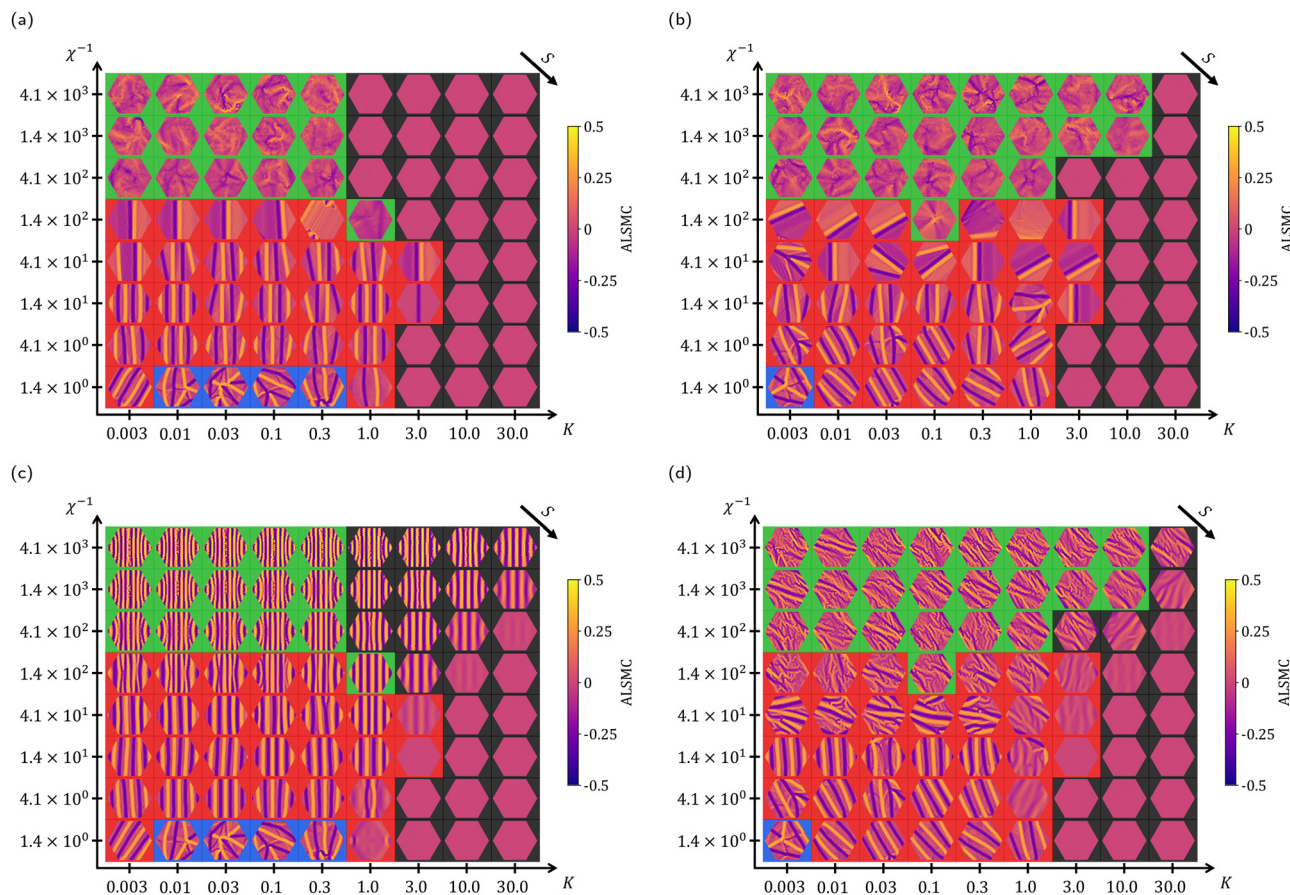 (a)
χ⁻¹
S
4.1 × 10³
1.4 × 10³
4.1 × 10²
1.4 × 10²
4.1 × 10¹
1.4 × 10¹
4.1 × 10⁰
1.4 × 10⁰
0.003 0.01 0.03 0.1 0.3 1.0 3.0 10.0 30.0 K
0.5
0.25
0
-0.25
-0.5
ALSMC
(b)
χ⁻¹
S
4.1 × 10³
1.4 × 10³
4.1 × 10²
1.4 × 10²
4.1 × 10¹
1.4 × 10¹
4.1 × 10⁰
1.4 × 10⁰
0.003 0.01 0.03 0.1 0.3 1.0 3.0 10.0 30.0 K
0.5
0.25
0
-0.25
-0.5
ALSMC
(c)
χ⁻¹
S
4.1 × 10³
1.4 × 10³
4.1 × 10²
1.4 × 10²
4.1 × 10¹
1.4 × 10¹
4.1 × 10⁰
1.4 × 10⁰
0.003 0.01 0.03 0.1 0.3 1.0 3.0 10.0 30.0 K
0.5
0.25
0
-0.25
-0.5
ALSMC
(d)
χ⁻¹
S
4.1 × 10³
1.4 × 10³
4.1 × 10²
1.4 × 10²
4.1 × 10¹
1.4 × 10¹
4.1 × 10⁰
1.4 × 10⁰
0.003 0.01 0.03 0.1 0.3 1.0 3.0 10.0 30.0 K
0.5
0.25
0
-0.25
-0.5
ALSMC